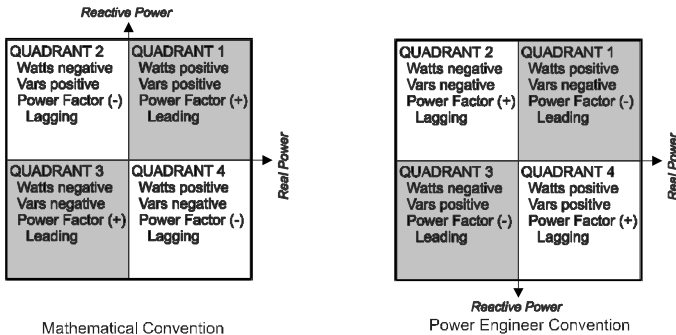 Reactive Power
QUADRANT 2
Watts negative
Vars positive
Power Factor (-)
Lagging
QUADRANT 1
Watts positive
Vars positive
Power Factor (+)
Leading
QUADRANT 3
Watts negative
Vars negative
Power Factor (+)
Leading
QUADRANT 4
Watts positive
Vars negative
Power Factor (-)
Lagging
Real Power
Mathematical Convention
QUADRANT 2
Watts negative
Vars negative
Power Factor (+)
Lagging
QUADRANT 1
Watts positive
Vars negative
Power Factor (-)
Leading
QUADRANT 3
Watts negative
Vars positive
Power Factor (-)
Leading
QUADRANT 4
Watts positive
Vars positive
Power Factor (+)
Lagging
Real Power
Reactive Power
Power Engineer Convention